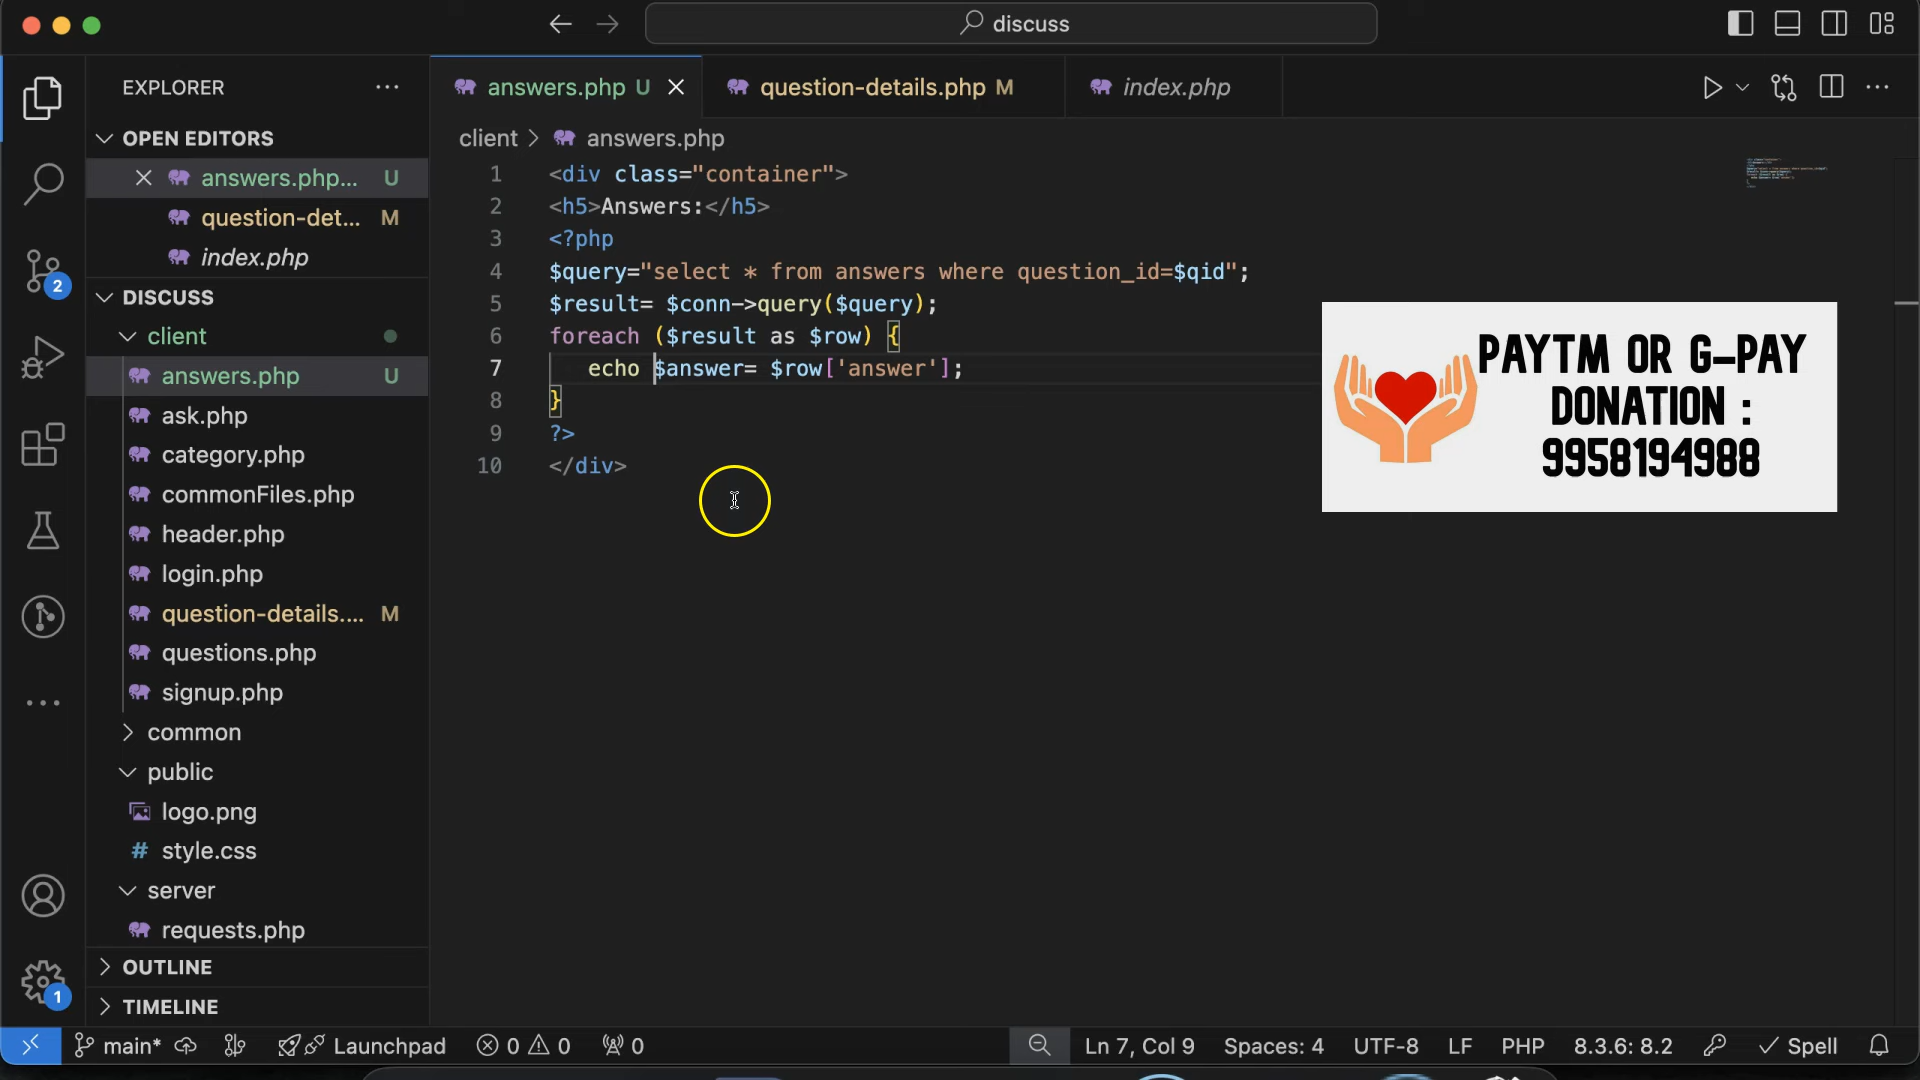 discuss
EXPLORER
OPEN EDITORS
answers.php... U
question-det... M
index.php
DISCUSS
client
answers.php U
ask.php
category.php
commonFiles.php
header.php
login.php
question-details.... M
questions.php
signup.php
common
public
logo.png
# style.css
server
requests.php
OUTLINE
TIMELINE
2
1
answers.php U
question-details.php M
index.php
client > answers.php
1 <div class="container">
2 <h5>Answers:</h5>
3 <?php
4 $query="select * from answers where question_id=$qid";
5 $result= $conn->query($query);
6 foreach ($result as $row) {
7 echo $answer= $row['answer'];
8 }
9 ?>
10 </div>
PAYTM OR G-PAY
DONATION :
9958194988
main* Launchpad 0 0 0 Ln 7, Col 9 Spaces: 4 UTF-8 LF PHP 8.3.6: 8.2 Spell